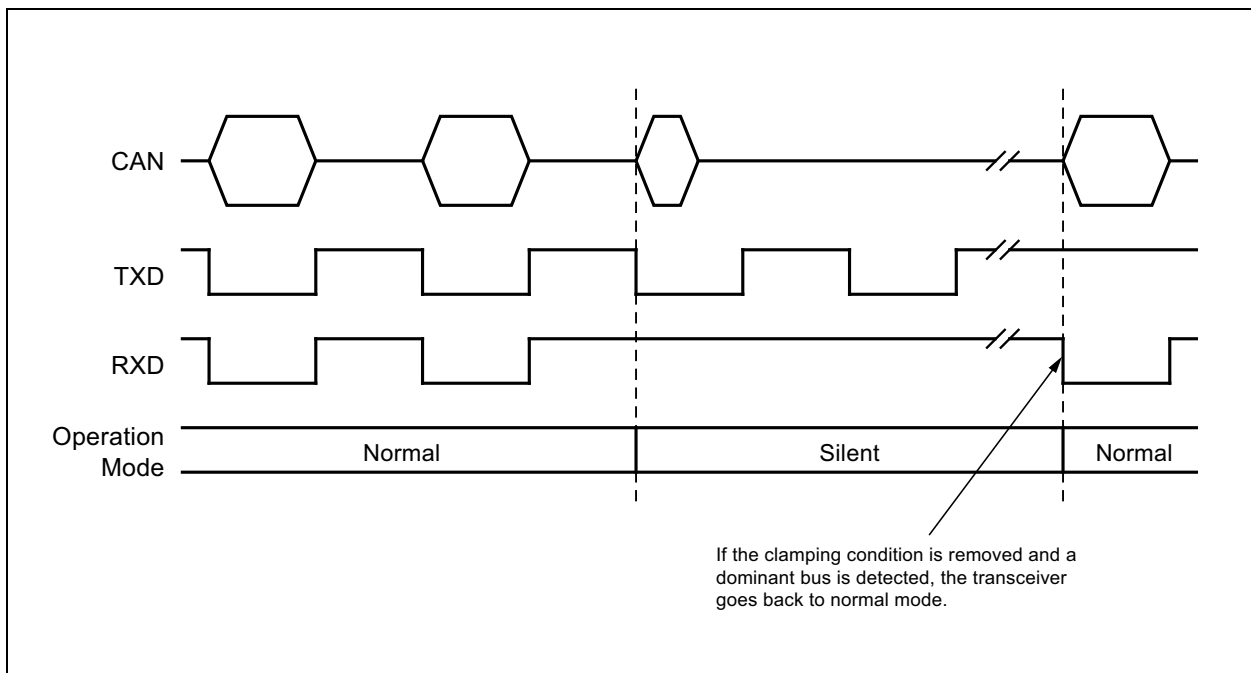 CAN
TXD
RXD
Operation
Mode
Normal
Silent
Normal
If the clamping condition is removed and a
dominant bus is detected, the transceiver
goes back to normal mode.